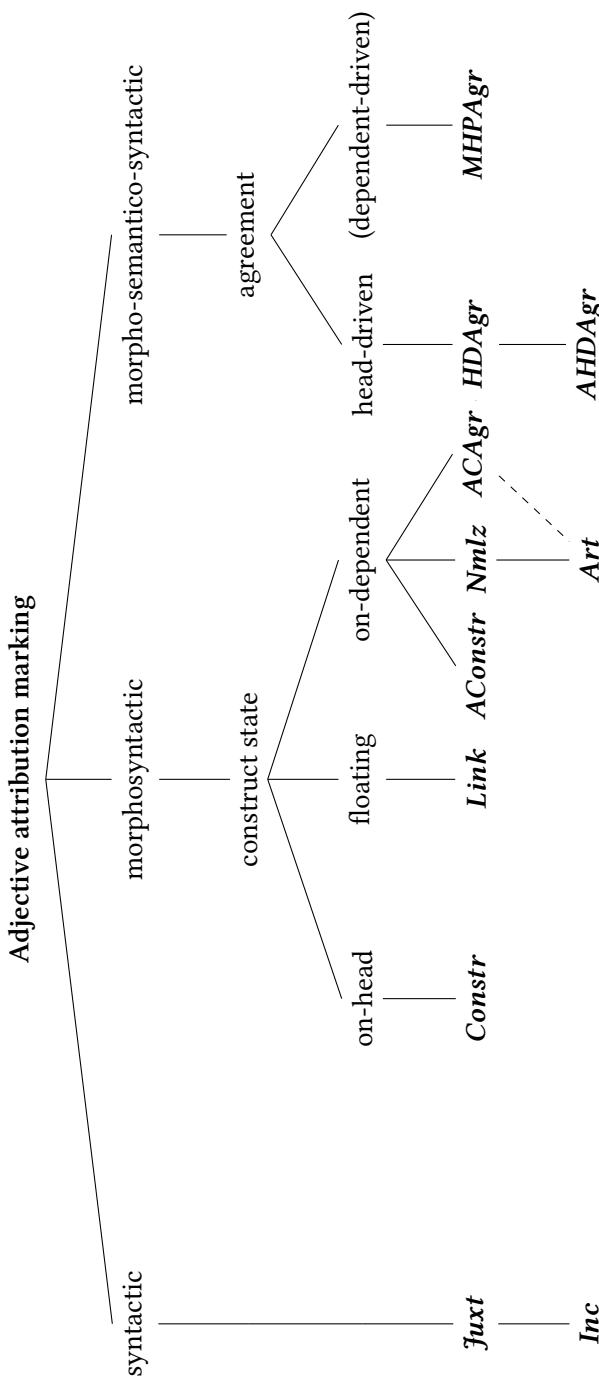 Adjective attribution marking
syntactic morphosyntactic morpho-semantico-syntactic
construct state agreement
on-head floating on-dependent head-driven (dependent-driven)
Juxt Constr Link AConstr Nmlz ACAgr HDAgr MHPAgr
Inc Art AHDAgr